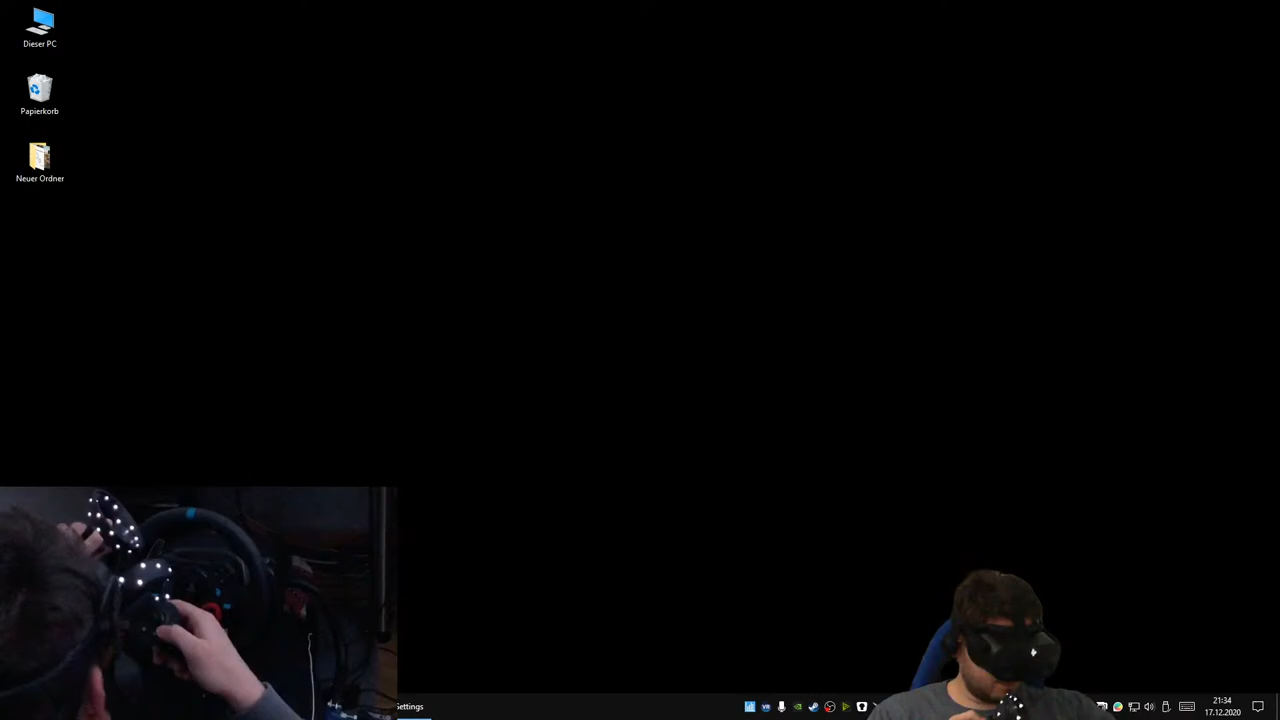 Dieser PC
Papierkorb
Neuer Ordner
Settings
21:34
17.12.2020